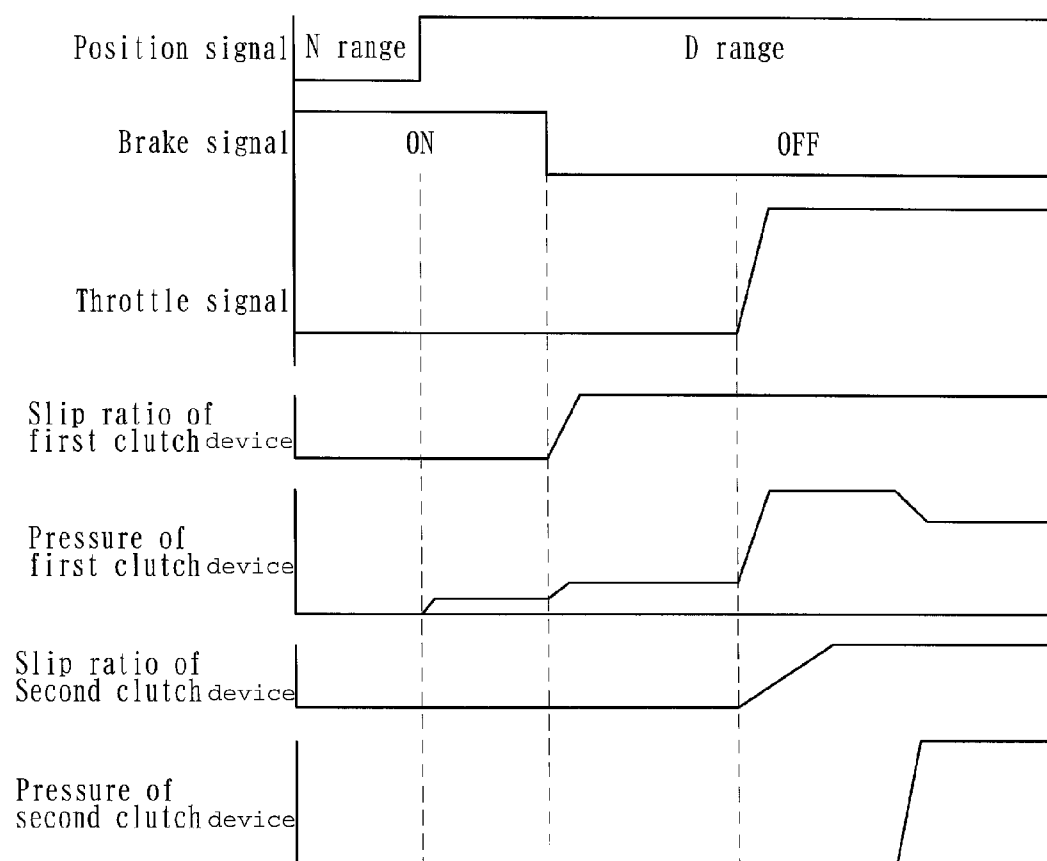 Position signal N range D range
Brake signal ON OFF
Throttle signal
Slip ratio of
first clutch device
Pressure of
first clutch device
Slip ratio of
Second clutch device
Pressure of
second clutch device